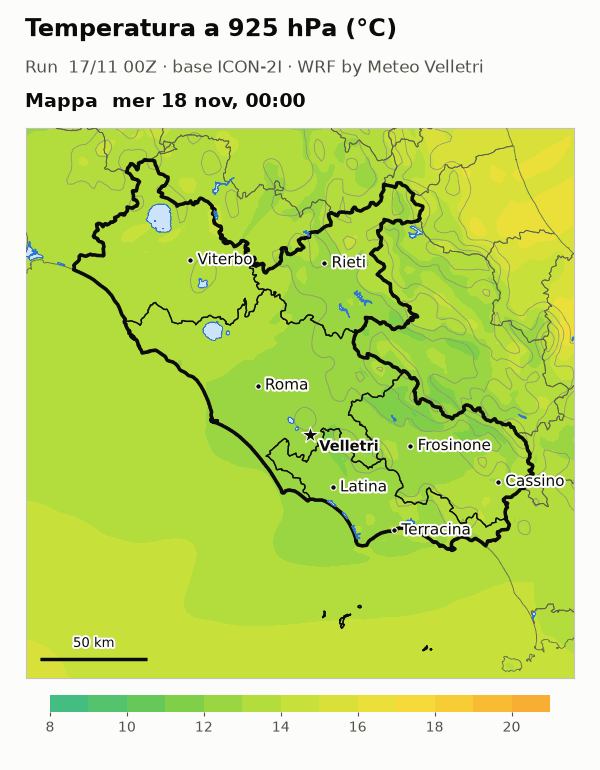 Temperatura a 925 hPa (°C)
Run  17/11 00Z · base ICON-2I · WRF by Meteo Velletri
Mappa  mer 18 nov, 00:00
Viterbo
Rieti
Roma
Velletri
Frosinone
Latina
Cassino
Terracina
50 km
8 10 12 14 16 18 20